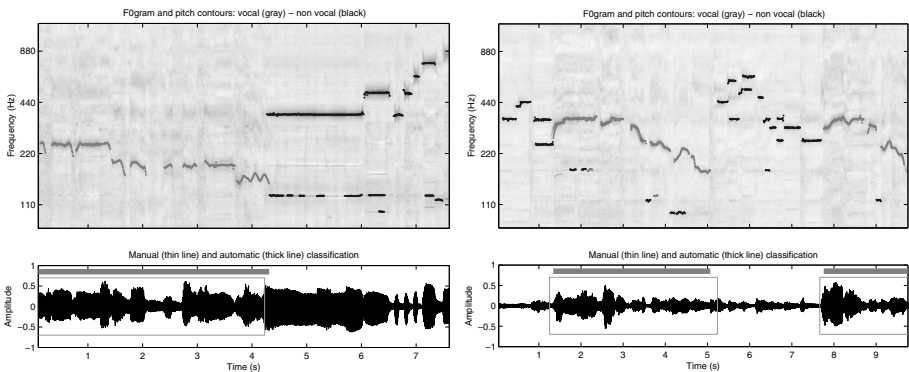 F0gram and pitch contours: vocal (gray) – non vocal (black)
Frequency (Hz)
880
440
220
110
Manual (thin line) and automatic (thick line) classification
Amplitude
1
0.5
0
−0.5
−1
1 2 3 4 5 6 7
Time (s)
F0gram and pitch contours: vocal (gray) – non vocal (black)
Frequency (Hz)
880
440
220
110
Manual (thin line) and automatic (thick line) classification
Amplitude
1
0.5
0
−0.5
−1
1 2 3 4 5 6 7 8 9
Time (s)